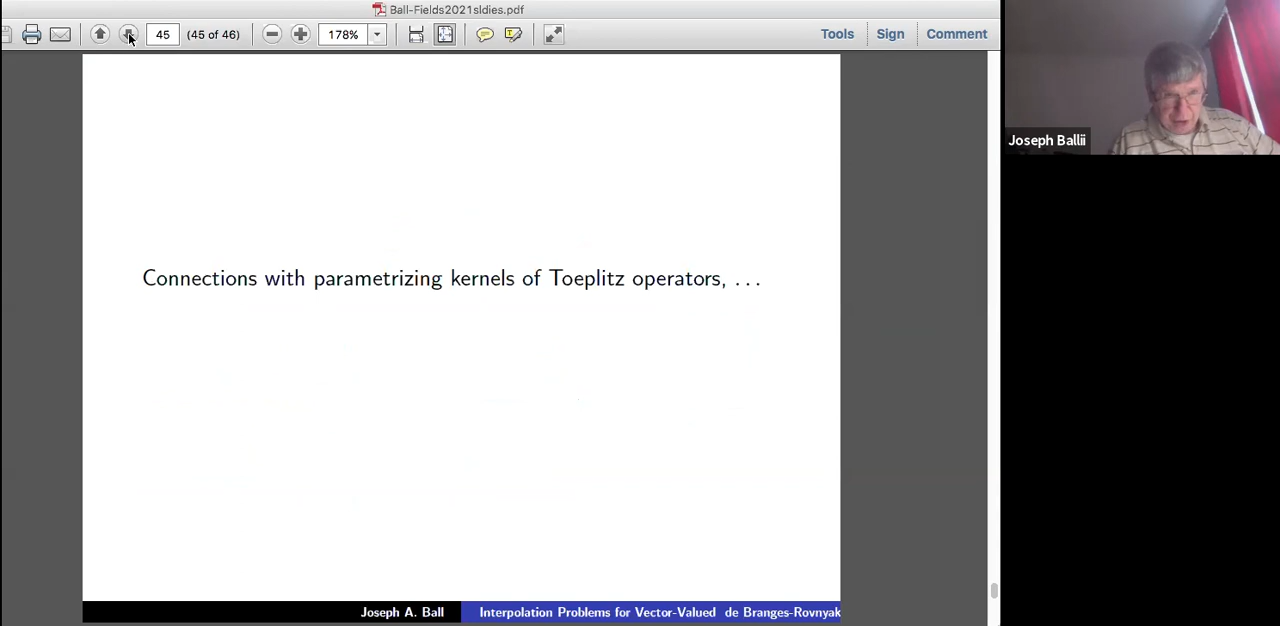 Ball-Fields2021sldies.pdf
45 (45 of 46) 178% Tools Sign Comment
Joseph Ballii
Connections with parametrizing kernels of Toeplitz operators, ...
Joseph A. Ball Interpolation Problems for Vector-Valued de Branges-Rovnyak